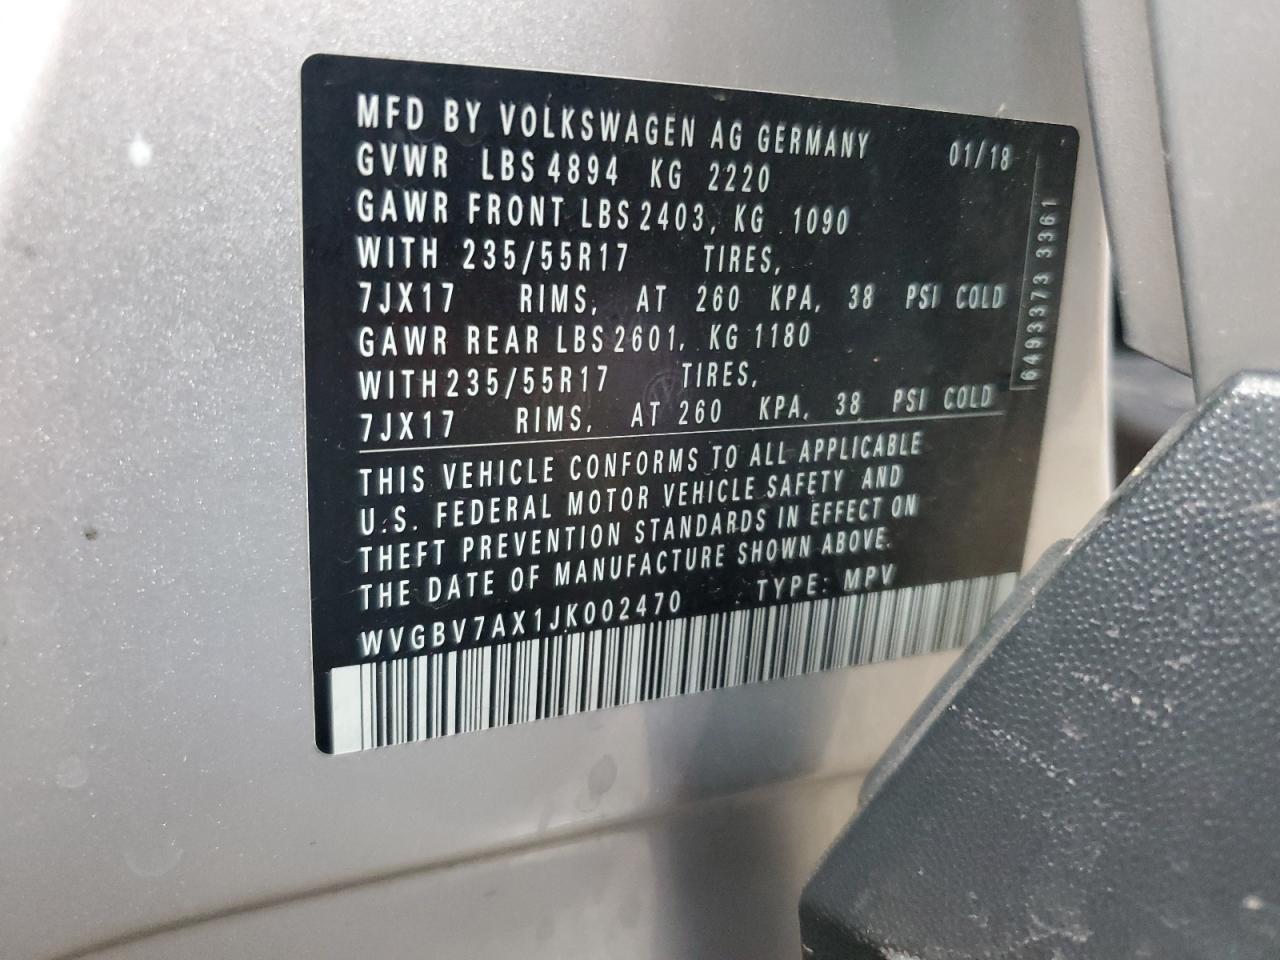 MFD BY VOLKSWAGEN AG GERMANY 01/18
GVWR LBS 4894 KG 2220
GAWR FRONT LBS 2403, KG 1090
WITH 235/55R17 TIRES,
7JX17 RIMS, AT 260 KPA, 38 PSI COLD
GAWR REAR LBS 2601, KG 1180
WITH 235/55R17 TIRES,
7JX17 RIMS, AT 260 KPA, 38 PSI COLD
THIS VEHICLE CONFORMS TO ALL APPLICABLE
U.S. FEDERAL MOTOR VEHICLE SAFETY AND
THEFT PREVENTION STANDARDS IN EFFECT ON
THE DATE OF MANUFACTURE SHOWN ABOVE.
WVGBV7AX1JK002470 TYPE: MPV
6493373 3361